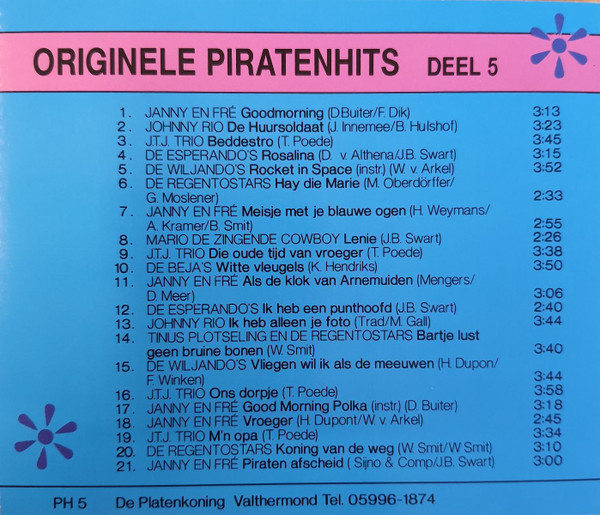 ORIGINELE PIRATENHITS DEEL 5
1. JANNY EN FRÉ Goodmorning (D.Buiter/F. Dik) 3:13
2. JOHNNY RIO De Huursoldaat (J. Innemee/B. Hulshof) 3:23
3. J.T.J. TRIO Beddestro (T. Poede) 3:45
4. DE ESPERANDO'S Rosalina (D. v. Althena/J.B. Swart) 3:15
5. DE WILJANDO'S Rocket in Space (instr.) (W. v. Arkel) 3:52
6. DE REGENTOSTARS Hay die Marie (M. Oberdörffer/
G. Moslener) 2:33
7. JANNY EN FRÉ Meisje met je blauwe ogen (H. Weymans/
A. Kramer/B. Smit) 2:55
8. MARIO DE ZINGENDE COWBOY Lenie (J.B. Swart) 2:26
9. J.T.J. TRIO Die oude tijd van vroeger (T. Poede) 3:38
10. DE BEJA'S Witte vleugels (K. Hendriks) 3:50
11. JANNY EN FRÉ Als de klok van Arnemuiden (Mengers/
D. Meer) 3:06
12. DE ESPERANDO'S Ik heb een punthoofd (J.B. Swart) 2:40
13. JOHNNY RIO Ik heb alleen je foto (Trad/M. Gall) 3:44
14. TINUS PLOTSELING EN DE REGENTOSTARS Bartje lust
geen bruine bonen (W. Smit) 3:40
15. DE WILJANDO'S Vliegen wil ik als de meeuwen (H. Dupon/
F. Winken) 3:44
16. J.T.J. TRIO Ons dorpje (T. Poede) 3:58
17. JANNY EN FRÉ Good Morning Polka (instr.) (D. Buiter) 3:18
18. JANNY EN FRÉ Vroeger (H. Dupont/W. v. Arkel) 2:45
19. J.T.J. TRIO M'n opa (T. Poede) 3:34
20. DE REGENTOSTARS Koning van de weg (W. Smit/W Smit) 3:10
21. JANNY EN FRÉ Piraten afscheid ( Sijno & Comp/J.B. Swart) 3:00
PH 5 De Platenkoning Valthermond Tel. 05996-1874